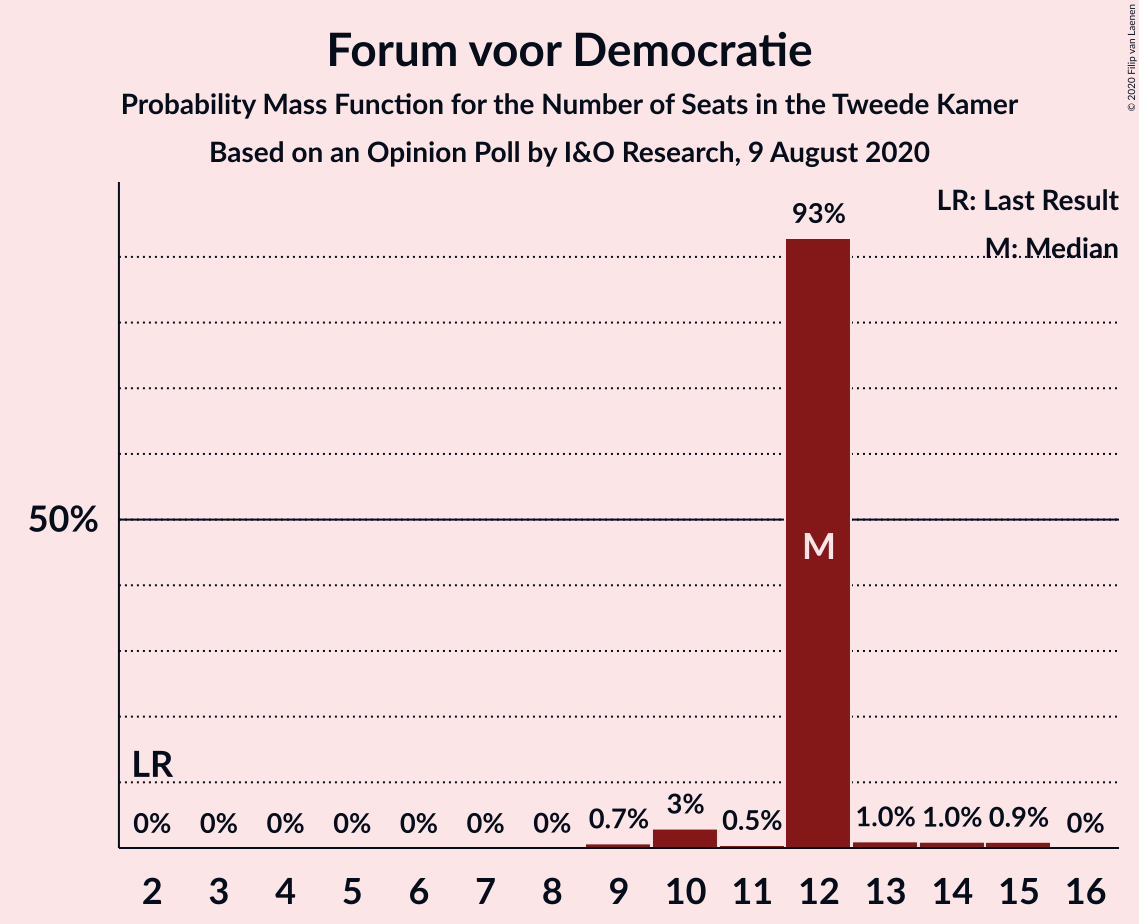 Forum voor Democratie
Probability Mass Function for the Number of Seats in the Tweede Kamer
Based on an Opinion Poll by I&O Research, 9 August 2020
© 2020 Filip van Laenen
LR: Last Result
M: Median
93%
50%
M
LR
0% 0% 0% 0% 0% 0% 0% 0.7% 3% 0.5% 1.0% 1.0% 0.9% 0%
2 3 4 5 6 7 8 9 10 11 12 13 14 15 16